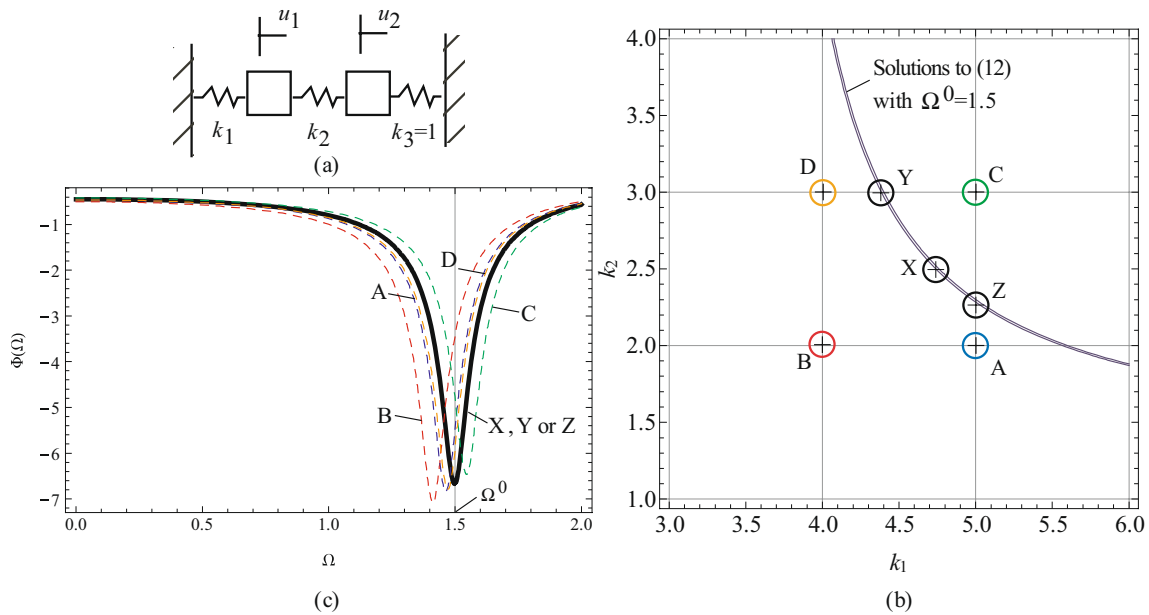 u1 u2
k1 k2 k3=1
(a)
4.0
3.5
3.0
2.5
2.0
1.5
1.0
k2
Solutions to (12)
with Ω0=1.5
D Y C
X Z
B A
3.0 3.5 4.0 4.5 5.0 5.5 6.0
k1
(b)
−1
−2
−3
−4
−5
−6
−7
Φ(Ω)
D
A C
B X , Y or Z
Ω0
0.0 0.5 1.0 1.5 2.0
Ω
(c)